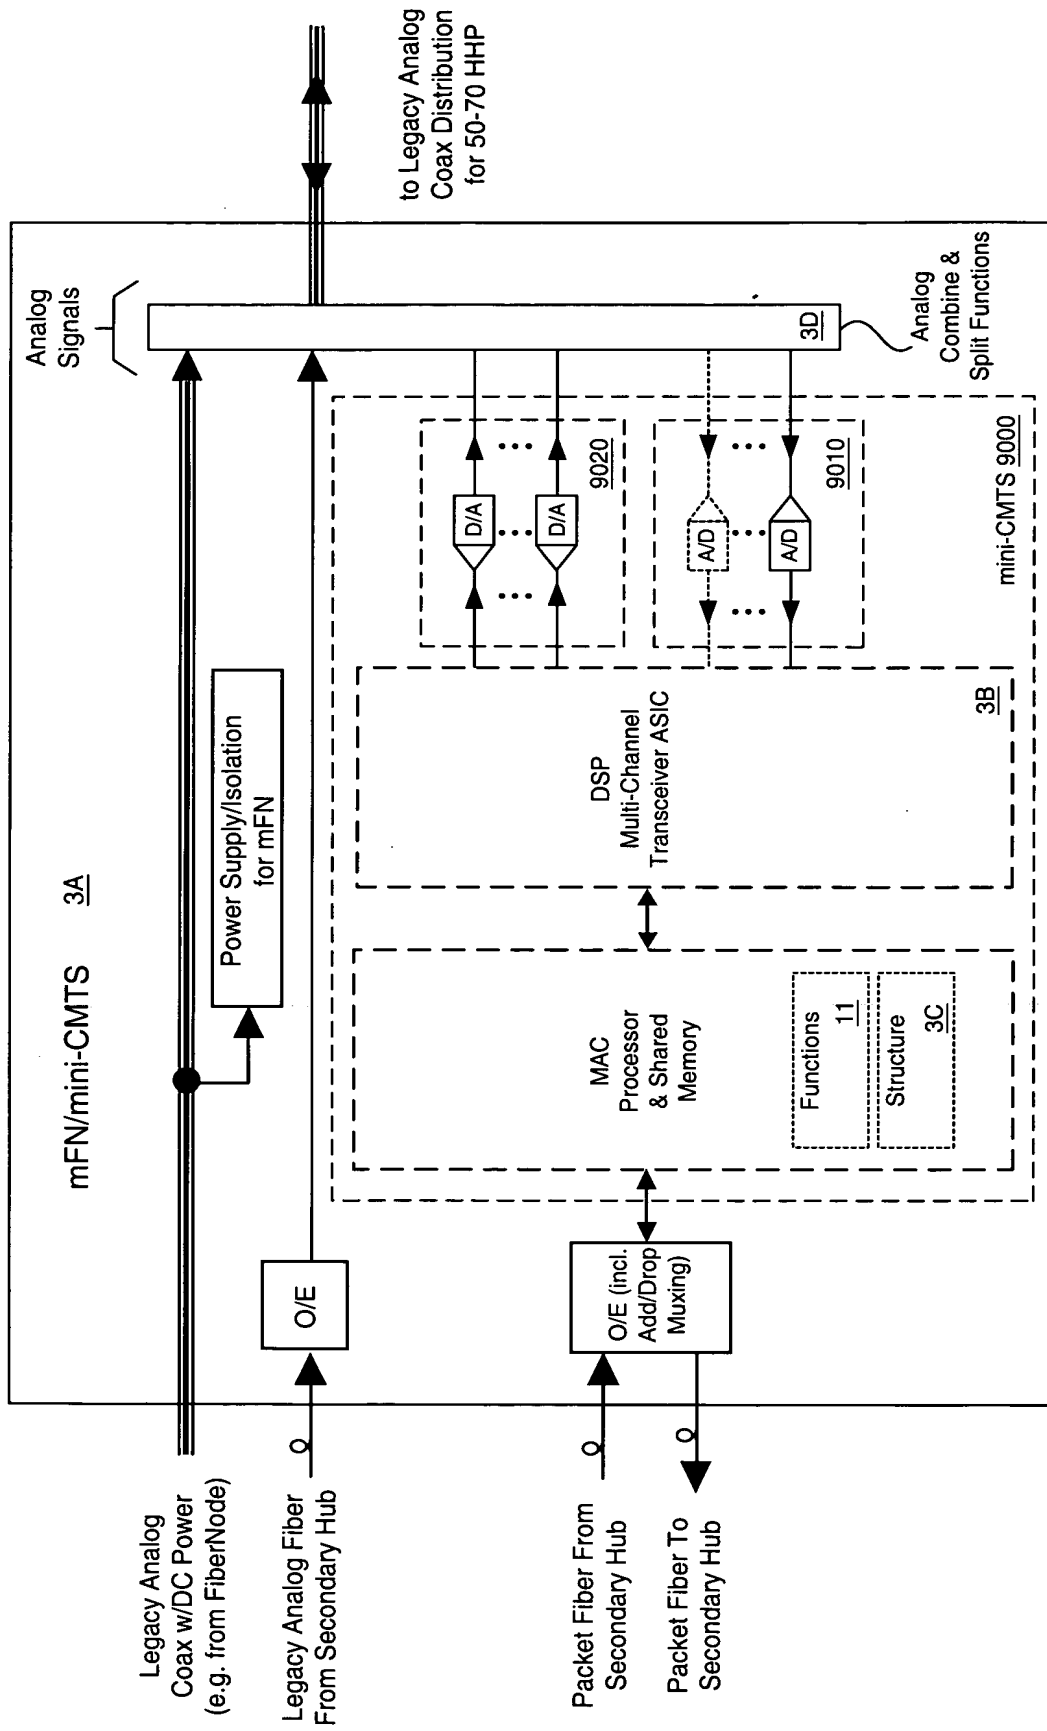 mFN/mini-CMTS 3A
Legacy Analog
Coax w/DC Power
(e.g. from FiberNode)
Legacy Analog Fiber
From Secondary Hub
Packet Fiber From
Secondary Hub
Packet Fiber To
Secondary Hub
O/E
O/E (incl.
Add/Drop
Muxing)
Power Supply/Isolation
for mFN
MAC
Processor
& Shared
Memory
Functions
11
Structure
3C
DSP
Multi-Channel
Transceiver ASIC
3B
D/A
D/A
9020
A/D
A/D
9010
mini-CMTS 9000
Analog
Signals
3D
Analog
Combine &
Split Functions
to Legacy Analog
Coax Distribution
for 50-70 HHP